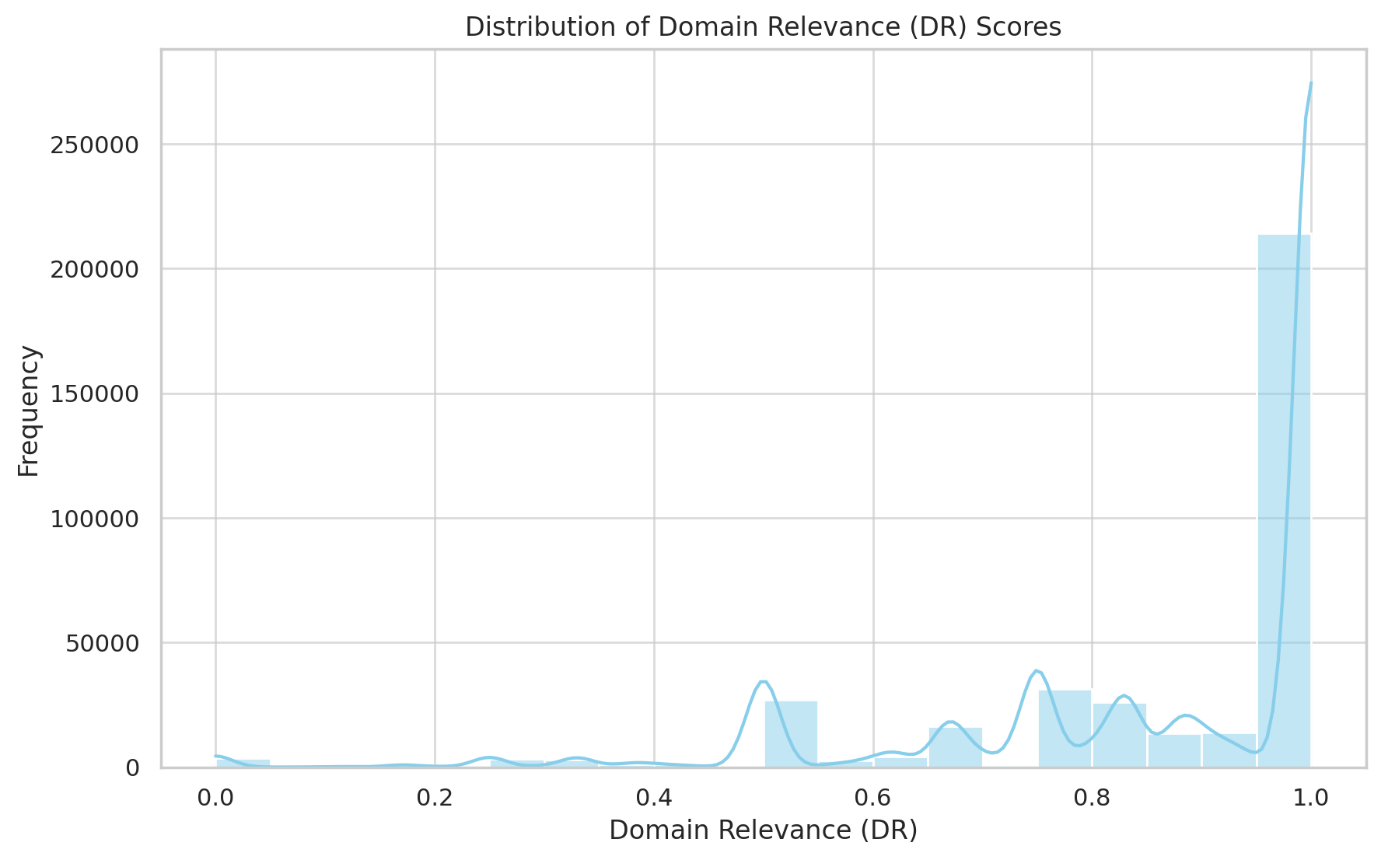 Distribution of Domain Relevance (DR) Scores
Frequency
250000
200000
150000
100000
50000
0
0.0 0.2 0.4 0.6 0.8 1.0
Domain Relevance (DR)